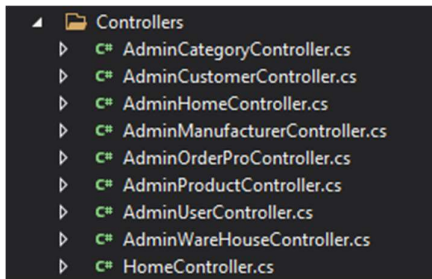 Controllers
C# AdminCategoryController.cs
C# AdminCustomerController.cs
C# AdminHomeController.cs
C# AdminManufacturerController.cs
C# AdminOrderProController.cs
C# AdminProductController.cs
C# AdminUserController.cs
C# AdminWareHouseController.cs
C# HomeController.cs